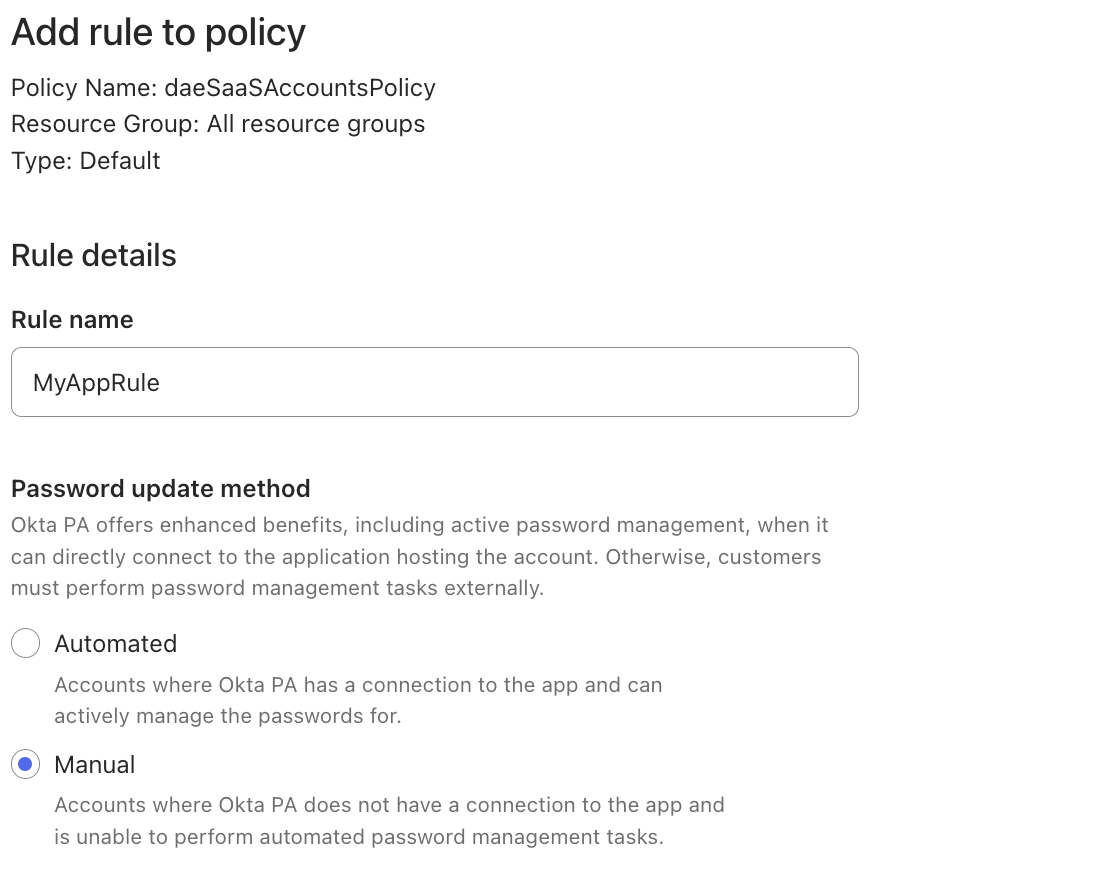 Add rule to policy
Policy Name: daeSaaSAccountsPolicy
Resource Group: All resource groups
Type: Default
Rule details
Rule name
MyAppRule
Password update method
Okta PA offers enhanced benefits, including active password management, when it
can directly connect to the application hosting the account. Otherwise, customers
must perform password management tasks externally.
Automated
Accounts where Okta PA has a connection to the app and can
actively manage the passwords for.
Manual
Accounts where Okta PA does not have a connection to the app and
is unable to perform automated password management tasks.